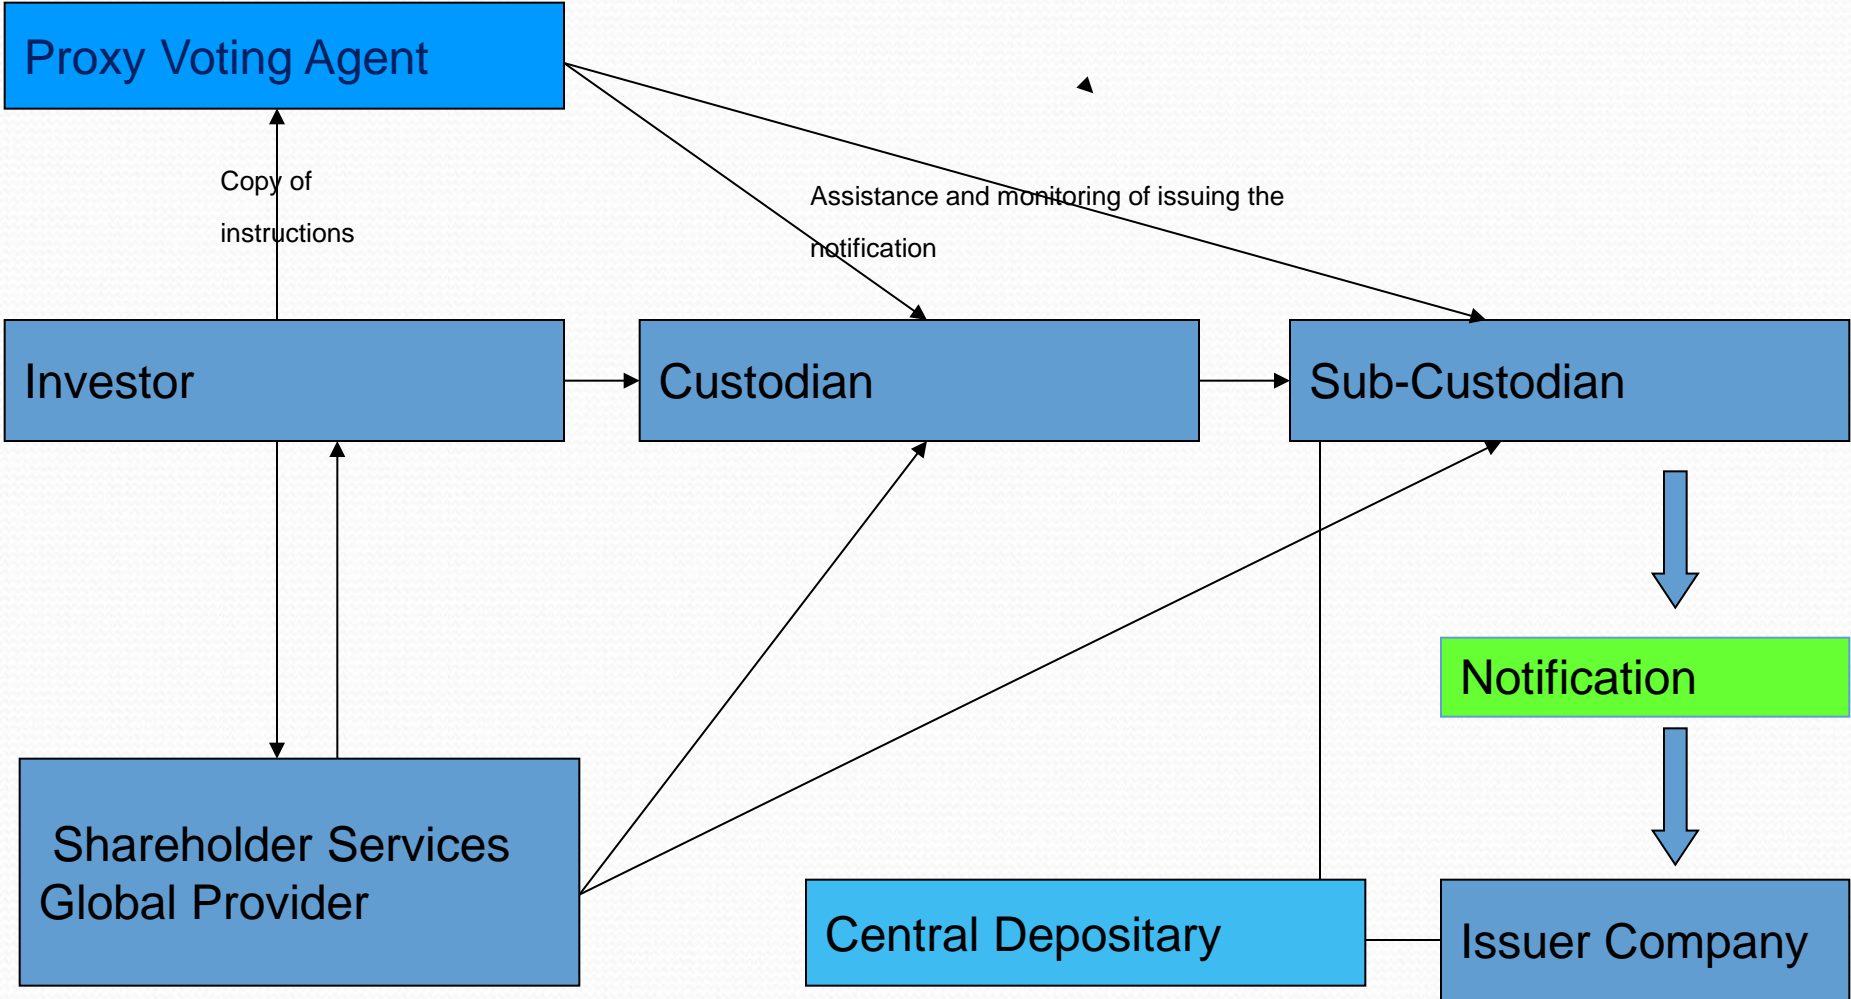 Proxy Voting Agent
Copy of
instructions
Assistance and monitoring of issuing the
notification
Investor
Custodian
Sub-Custodian
Notification
Shareholder Services
Global Provider
Central Depositary
Issuer Company